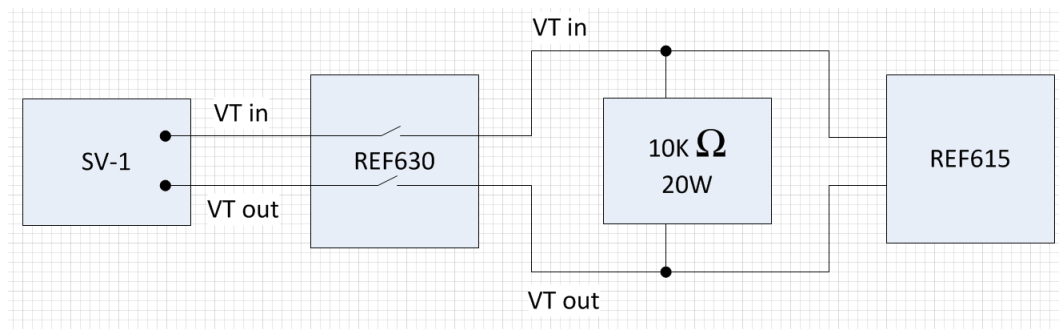 VT in
SV-1
VT in
VT out
REF630
10K Ω
20W
REF615
VT out